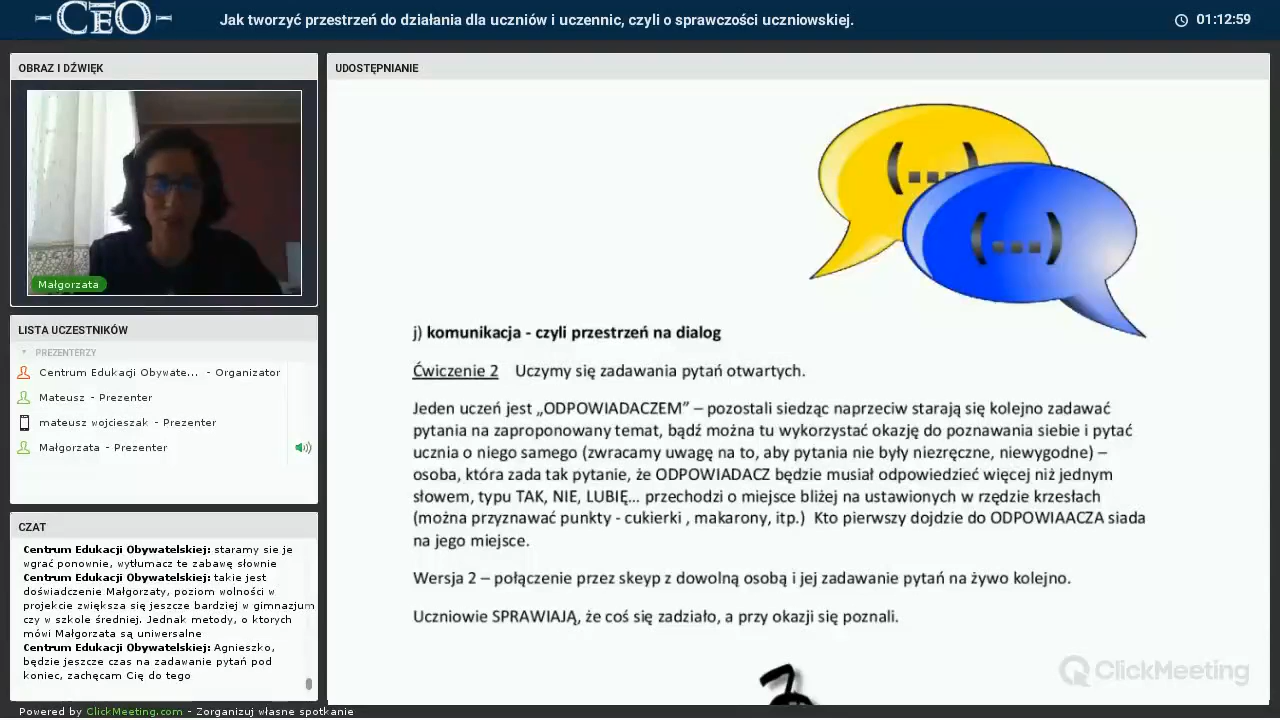 CEO
Jak tworzyć przestrzeń do działania dla uczniów i uczennic, czyli o sprawczości uczniowskiej.
01:12:59
OBRAZ I DŹWIĘK
Małgorzata
LISTA UCZESTNIKÓW
PREZENTERZY
Centrum Edukacji Obywate... - Organizator
Mateusz - Prezenter
mateusz wojcieszak - Prezenter
Małgorzata - Prezenter
CZAT
Centrum Edukacji Obywatelskiej: staramy sie je
wgrać ponownie, wytłumacz te zabawę słownie
Centrum Edukacji Obywatelskiej: takie jest
doświadczenie Małgorzaty, poziom wolności w
projekcie zwiększa się jeszcze bardziej w gimnazjum
czy w szkole średniej. Jednak metody, o ktorych
mówi Małgorzata są uniwersalne
Centrum Edukacji Obywatelskiej: Agnieszko,
będzie jeszcze czas na zadawanie pytań pod
koniec, zachęcam Cię do tego
UDOSTĘPNIANIE
(...)
(...)
j) komunikacja - czyli przestrzeń na dialog
Ćwiczenie 2 Uczymy się zadawania pytań otwartych.
Jeden uczeń jest „ODPOWIADACZEM” – pozostali siedząc naprzeciw starają się kolejno zadawać
pytania na zaproponowany temat, bądź można tu wykorzystać okazję do poznawania siebie i pytać
ucznia o niego samego (zwracamy uwagę na to, aby pytania nie były niezręczne, niewygodne) –
osoba, która zada tak pytanie, że ODPOWIADACZ będzie musiał odpowiedzieć więcej niż jednym
słowem, typu TAK, NIE, LUBIĘ... przechodzi o miejsce bliżej na ustawionych w rzędzie krzesłach
(można przyznawać punkty - cukierki , makarony, itp.) Kto pierwszy dojdzie do ODPOWIAACZA siada
na jego miejsce.
Wersja 2 – połączenie przez skeyp z dowolną osobą i jej zadawanie pytań na żywo kolejno.
Uczniowie SPRAWIAJĄ, że coś się zadziało, a przy okazji się poznali.
ClickMeeting
Powered by ClickMeeting.com - Zorganizuj własne spotkanie